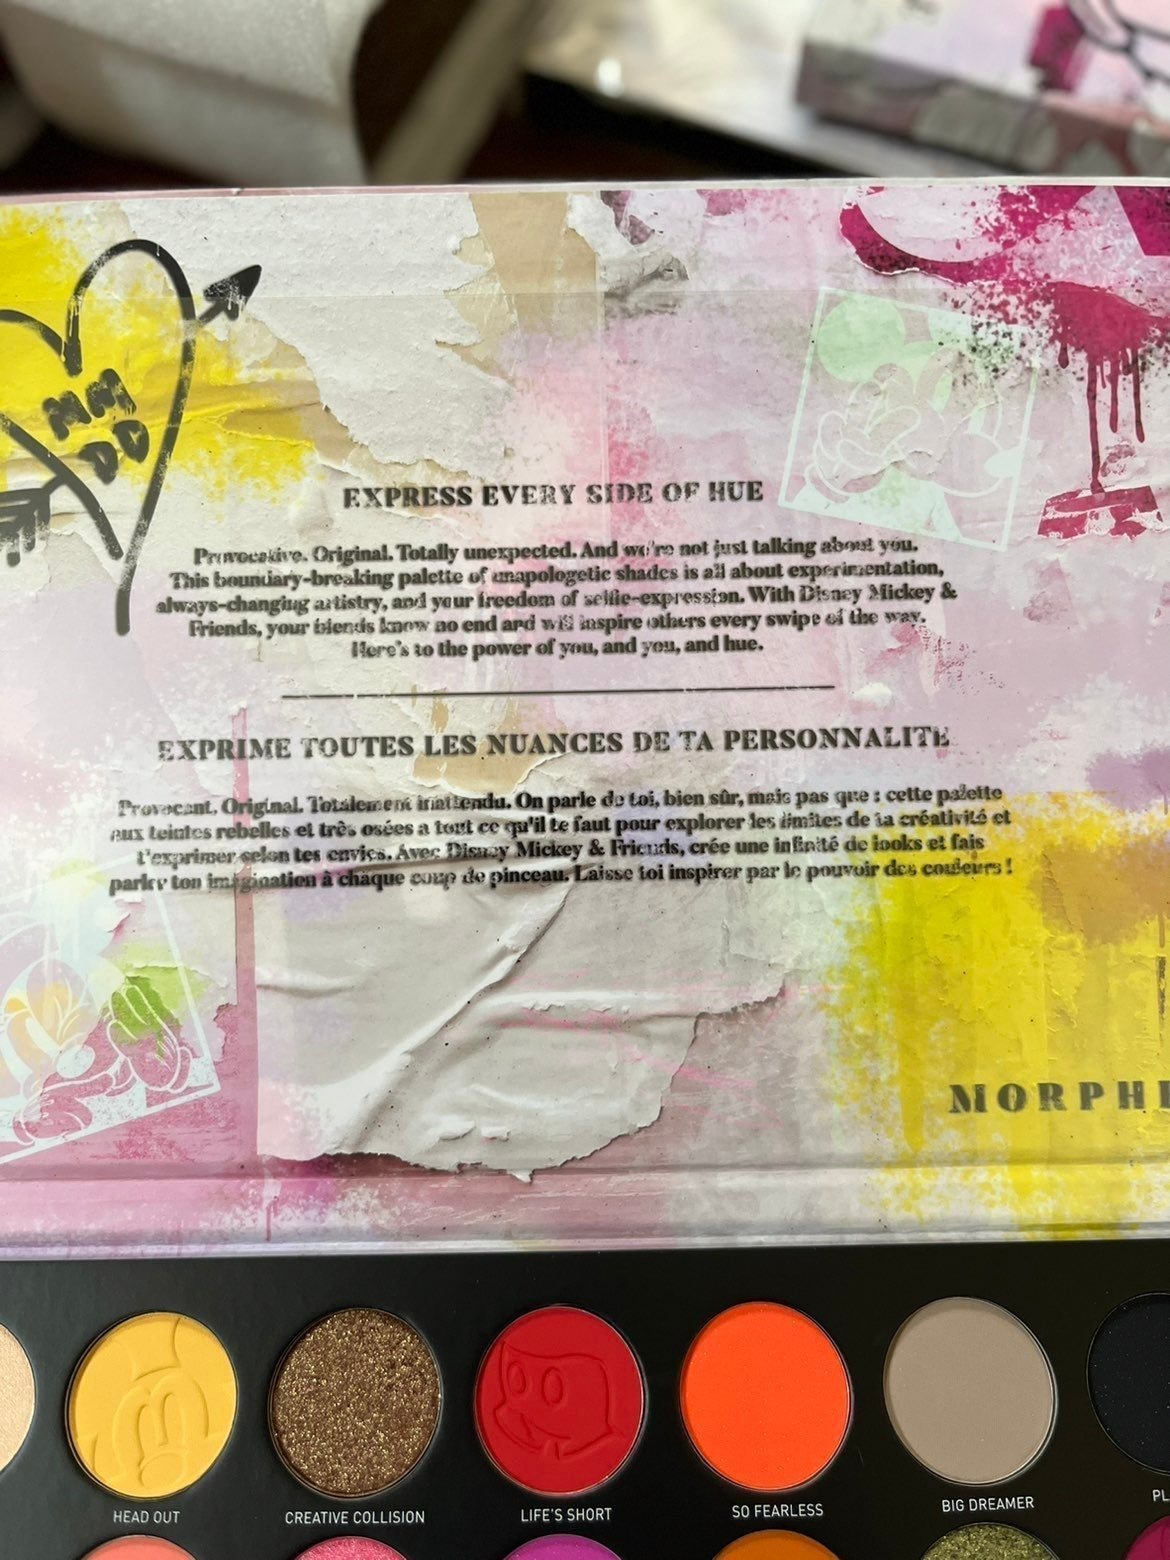 EXPRESS EVERY SIDE OF HUE
Provocative. Original. Totally unexpected. And we're not just talking about you.
This boundary-breaking palette of unapologetic shades is all about experimentation,
always-changing artistry, and your freedom of selfie-expression. With Disney Mickey &
Friends, your blends know no end and will inspire others every swipe of the way.
Here's to the power of you, and you, and hue.
EXPRIME TOUTES LES NUANCES DE TA PERSONNALITÉ
Provocant. Original. Totalement inattendu. On parle de toi, bien sûr, mais pas que : cette palette
aux teintes rebelles et très osées a tout ce qu'il te faut pour explorer les limites de ta créativité et
t'exprimer selon tes envies. Avec Disney Mickey & Friends, crée une infinité de looks et fais
parler ton imagination à chaque coup de pinceau. Laisse toi inspirer par le pouvoir des couleurs !
MORPHE
HEAD OUT
CREATIVE COLLISION
LIFE'S SHORT
SO FEARLESS
BIG DREAMER
PL